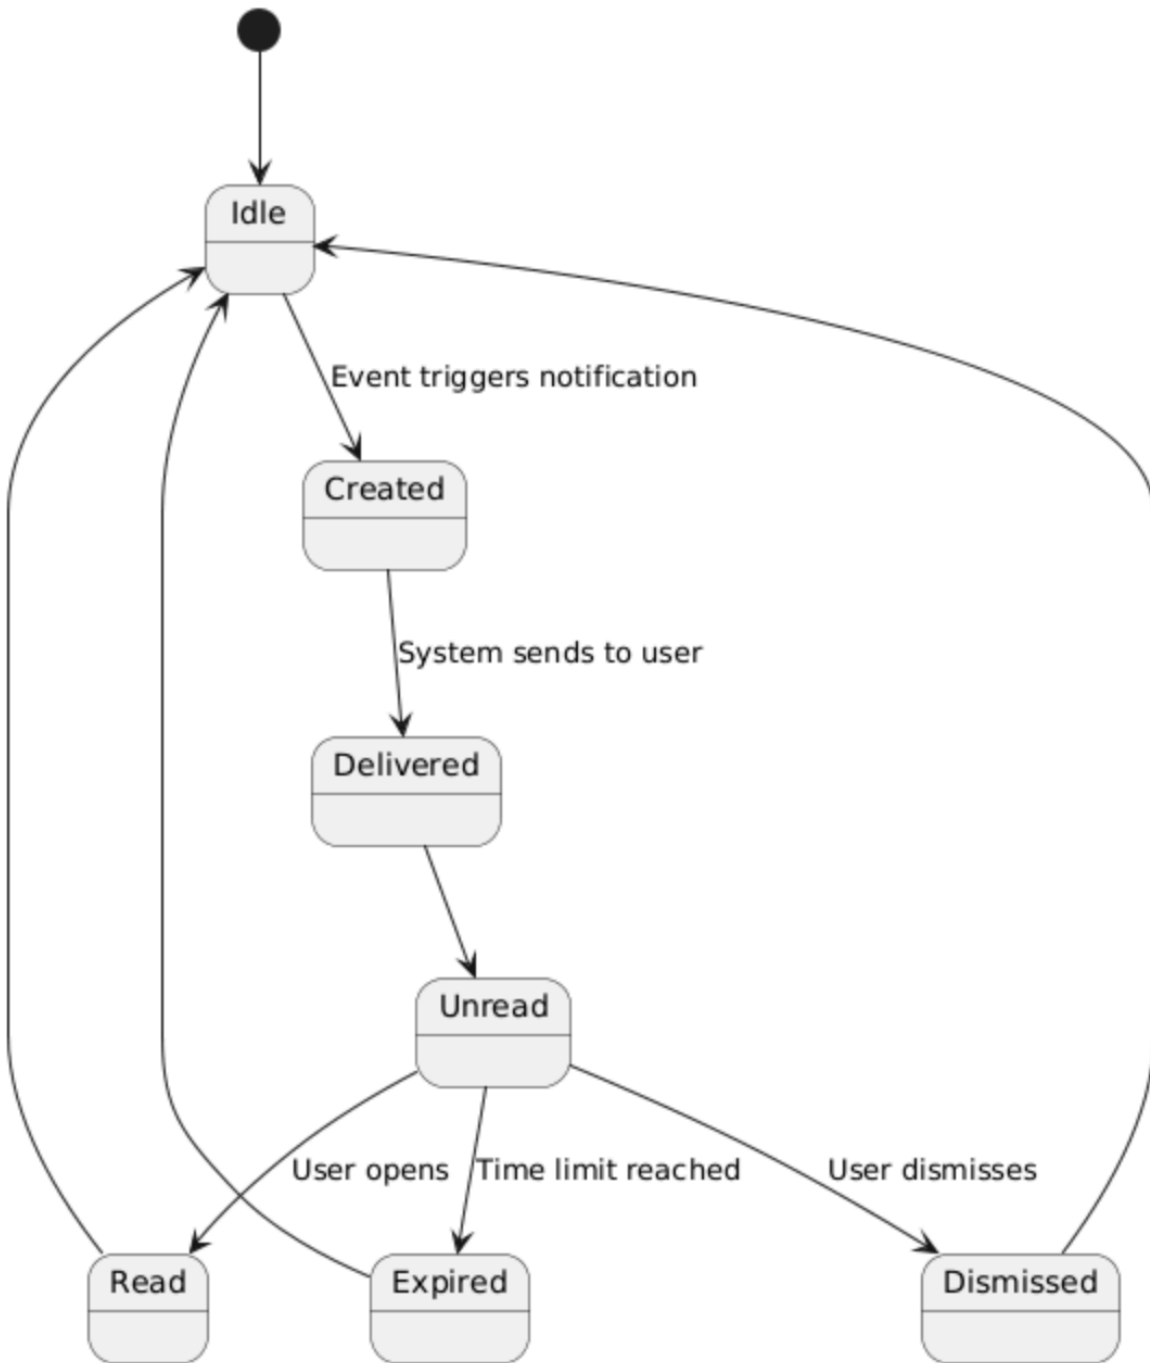 Idle
Event triggers notification
Created
System sends to user
Delivered
Unread
User opens
Time limit reached
User dismisses
Read
Expired
Dismissed